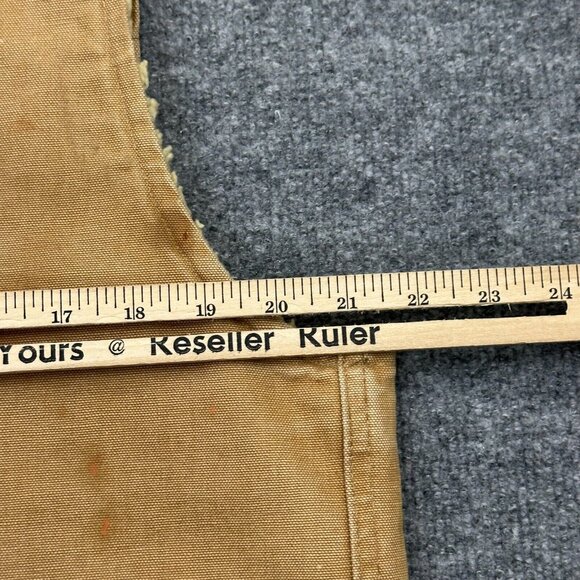 17 18 19 20 21 22 23 24
Yours @ Reseller Ruler